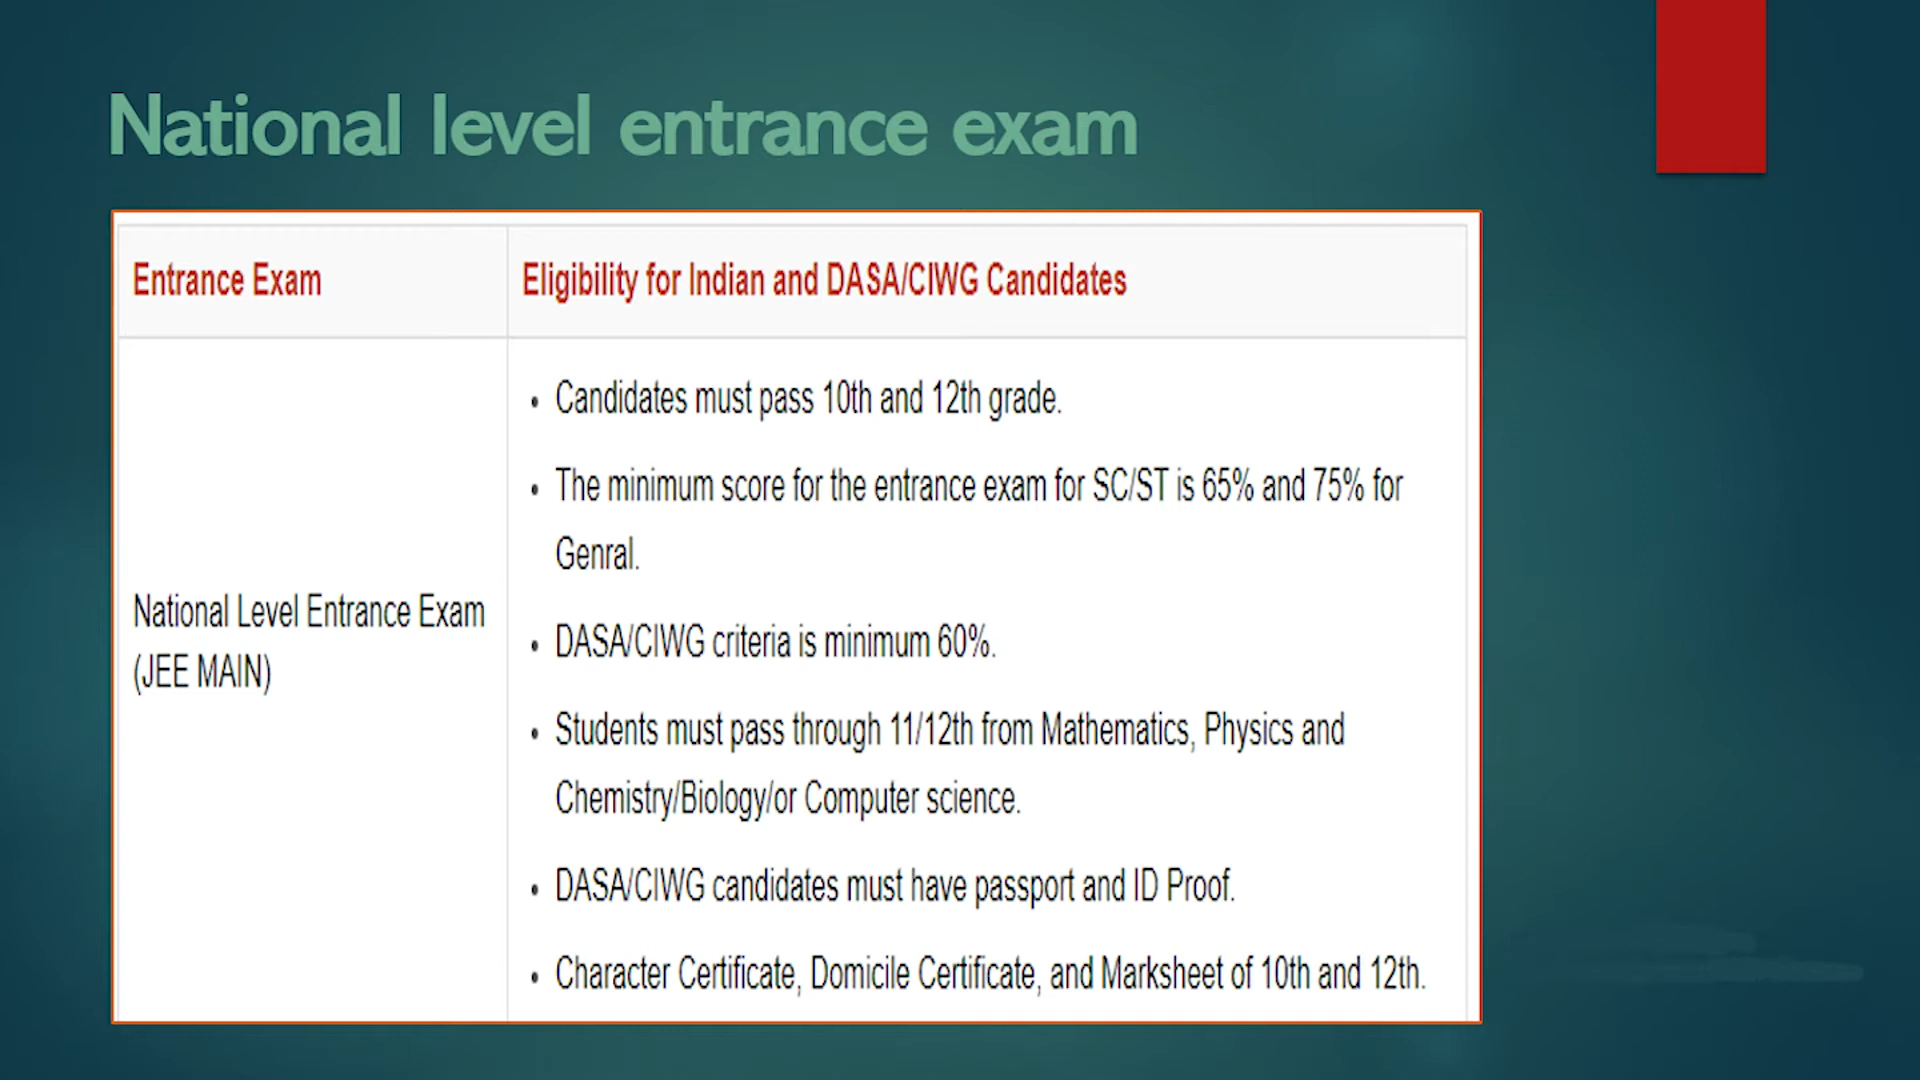 National level entrance exam
Entrance Exam
Eligibility for Indian and DASA/CIWG Candidates
National Level Entrance Exam
(JEE MAIN)
• Candidates must pass 10th and 12th grade.
• The minimum score for the entrance exam for SC/ST is 65% and 75% for
Genral.
• DASA/CIWG criteria is minimum 60%.
• Students must pass through 11/12th from Mathematics, Physics and
Chemistry/Biology/or Computer science.
• DASA/CIWG candidates must have passport and ID Proof.
• Character Certificate, Domicile Certificate, and Marksheet of 10th and 12th.